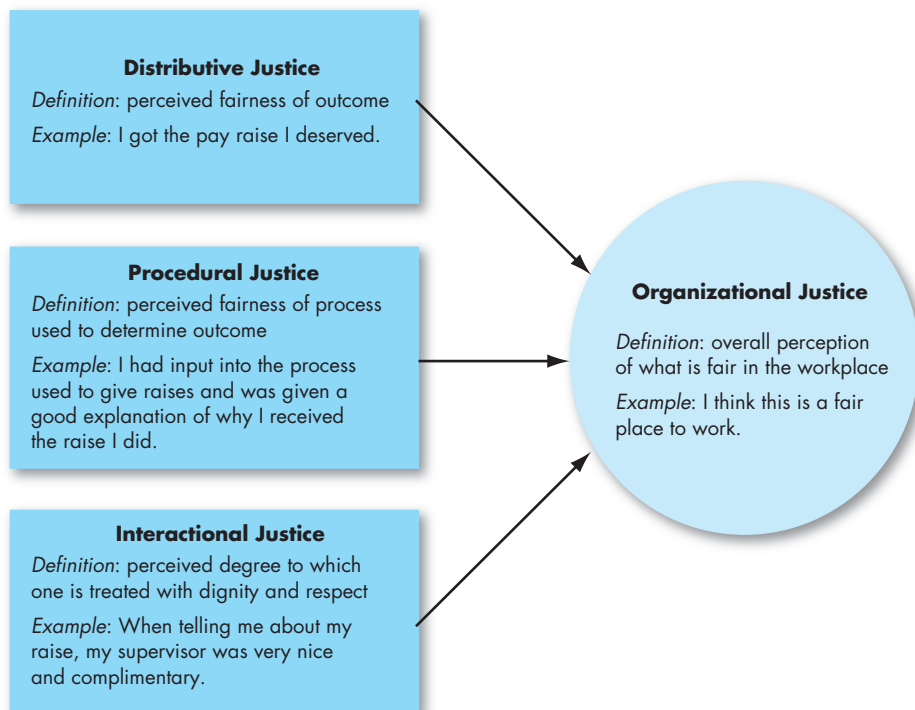 Distributive Justice
Definition: perceived fairness of outcome
Example: I got the pay raise I deserved.
Procedural Justice
Definition: perceived fairness of process
used to determine outcome
Example: I had input into the process
used to give raises and was given a
good explanation of why I received
the raise I did.
Interactional Justice
Definition: perceived degree to which
one is treated with dignity and respect
Example: When telling me about my
raise, my supervisor was very nice
and complimentary.
Organizational Justice
Definition: overall perception
of what is fair in the workplace
Example: I think this is a fair
place to work.